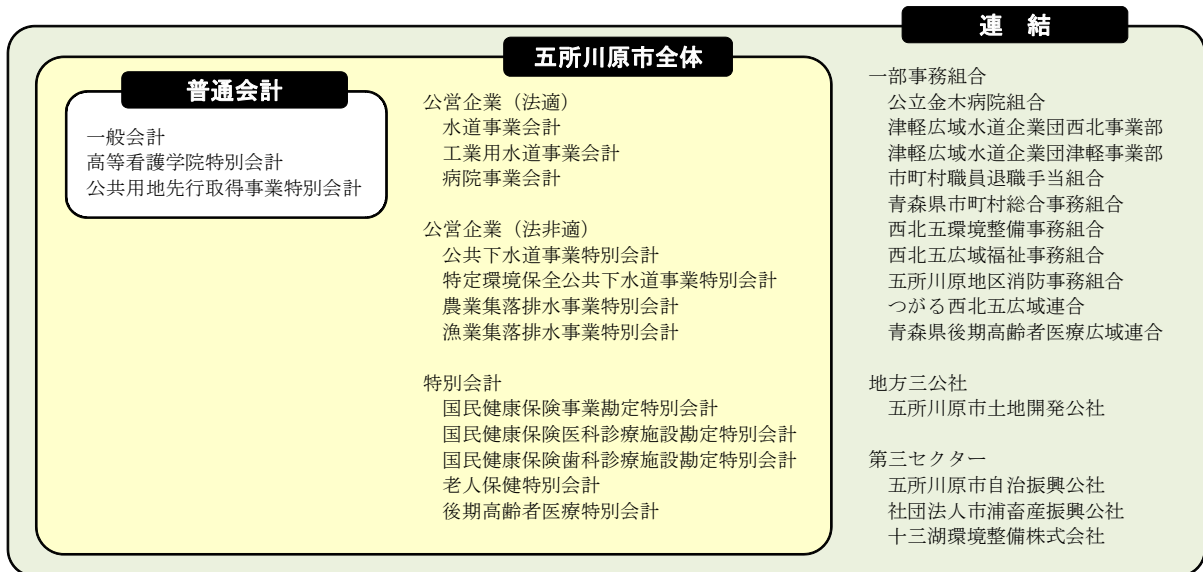 連 結
五所川原市全体
普通会計
一般会計
高等看護学院特別会計
公共用地先行取得事業特別会計
公営企業（法適）
水道事業会計
工業用水道事業会計
病院事業会計
公営企業（法非適）
公共下水道事業特別会計
特定環境保全公共下水道事業特別会計
農業集落排水事業特別会計
漁業集落排水事業特別会計
特別会計
国民健康保険事業勘定特別会計
国民健康保険医科診療施設勘定特別会計
国民健康保険歯科診療施設勘定特別会計
老人保健特別会計
後期高齢者医療特別会計
一部事務組合
公立金木病院組合
津軽広域水道企業団西北事業部
津軽広域水道企業団津軽事業部
市町村職員退職手当組合
青森県市町村総合事務組合
西北五環境整備事務組合
西北五広域福祉事務組合
五所川原地区消防事務組合
つがる西北五広域連合
青森県後期高齢者医療広域連合
地方三公社
五所川原市土地開発公社
第三セクター
五所川原市自治振興公社
社団法人市浦畜産振興公社
十三湖環境整備株式会社